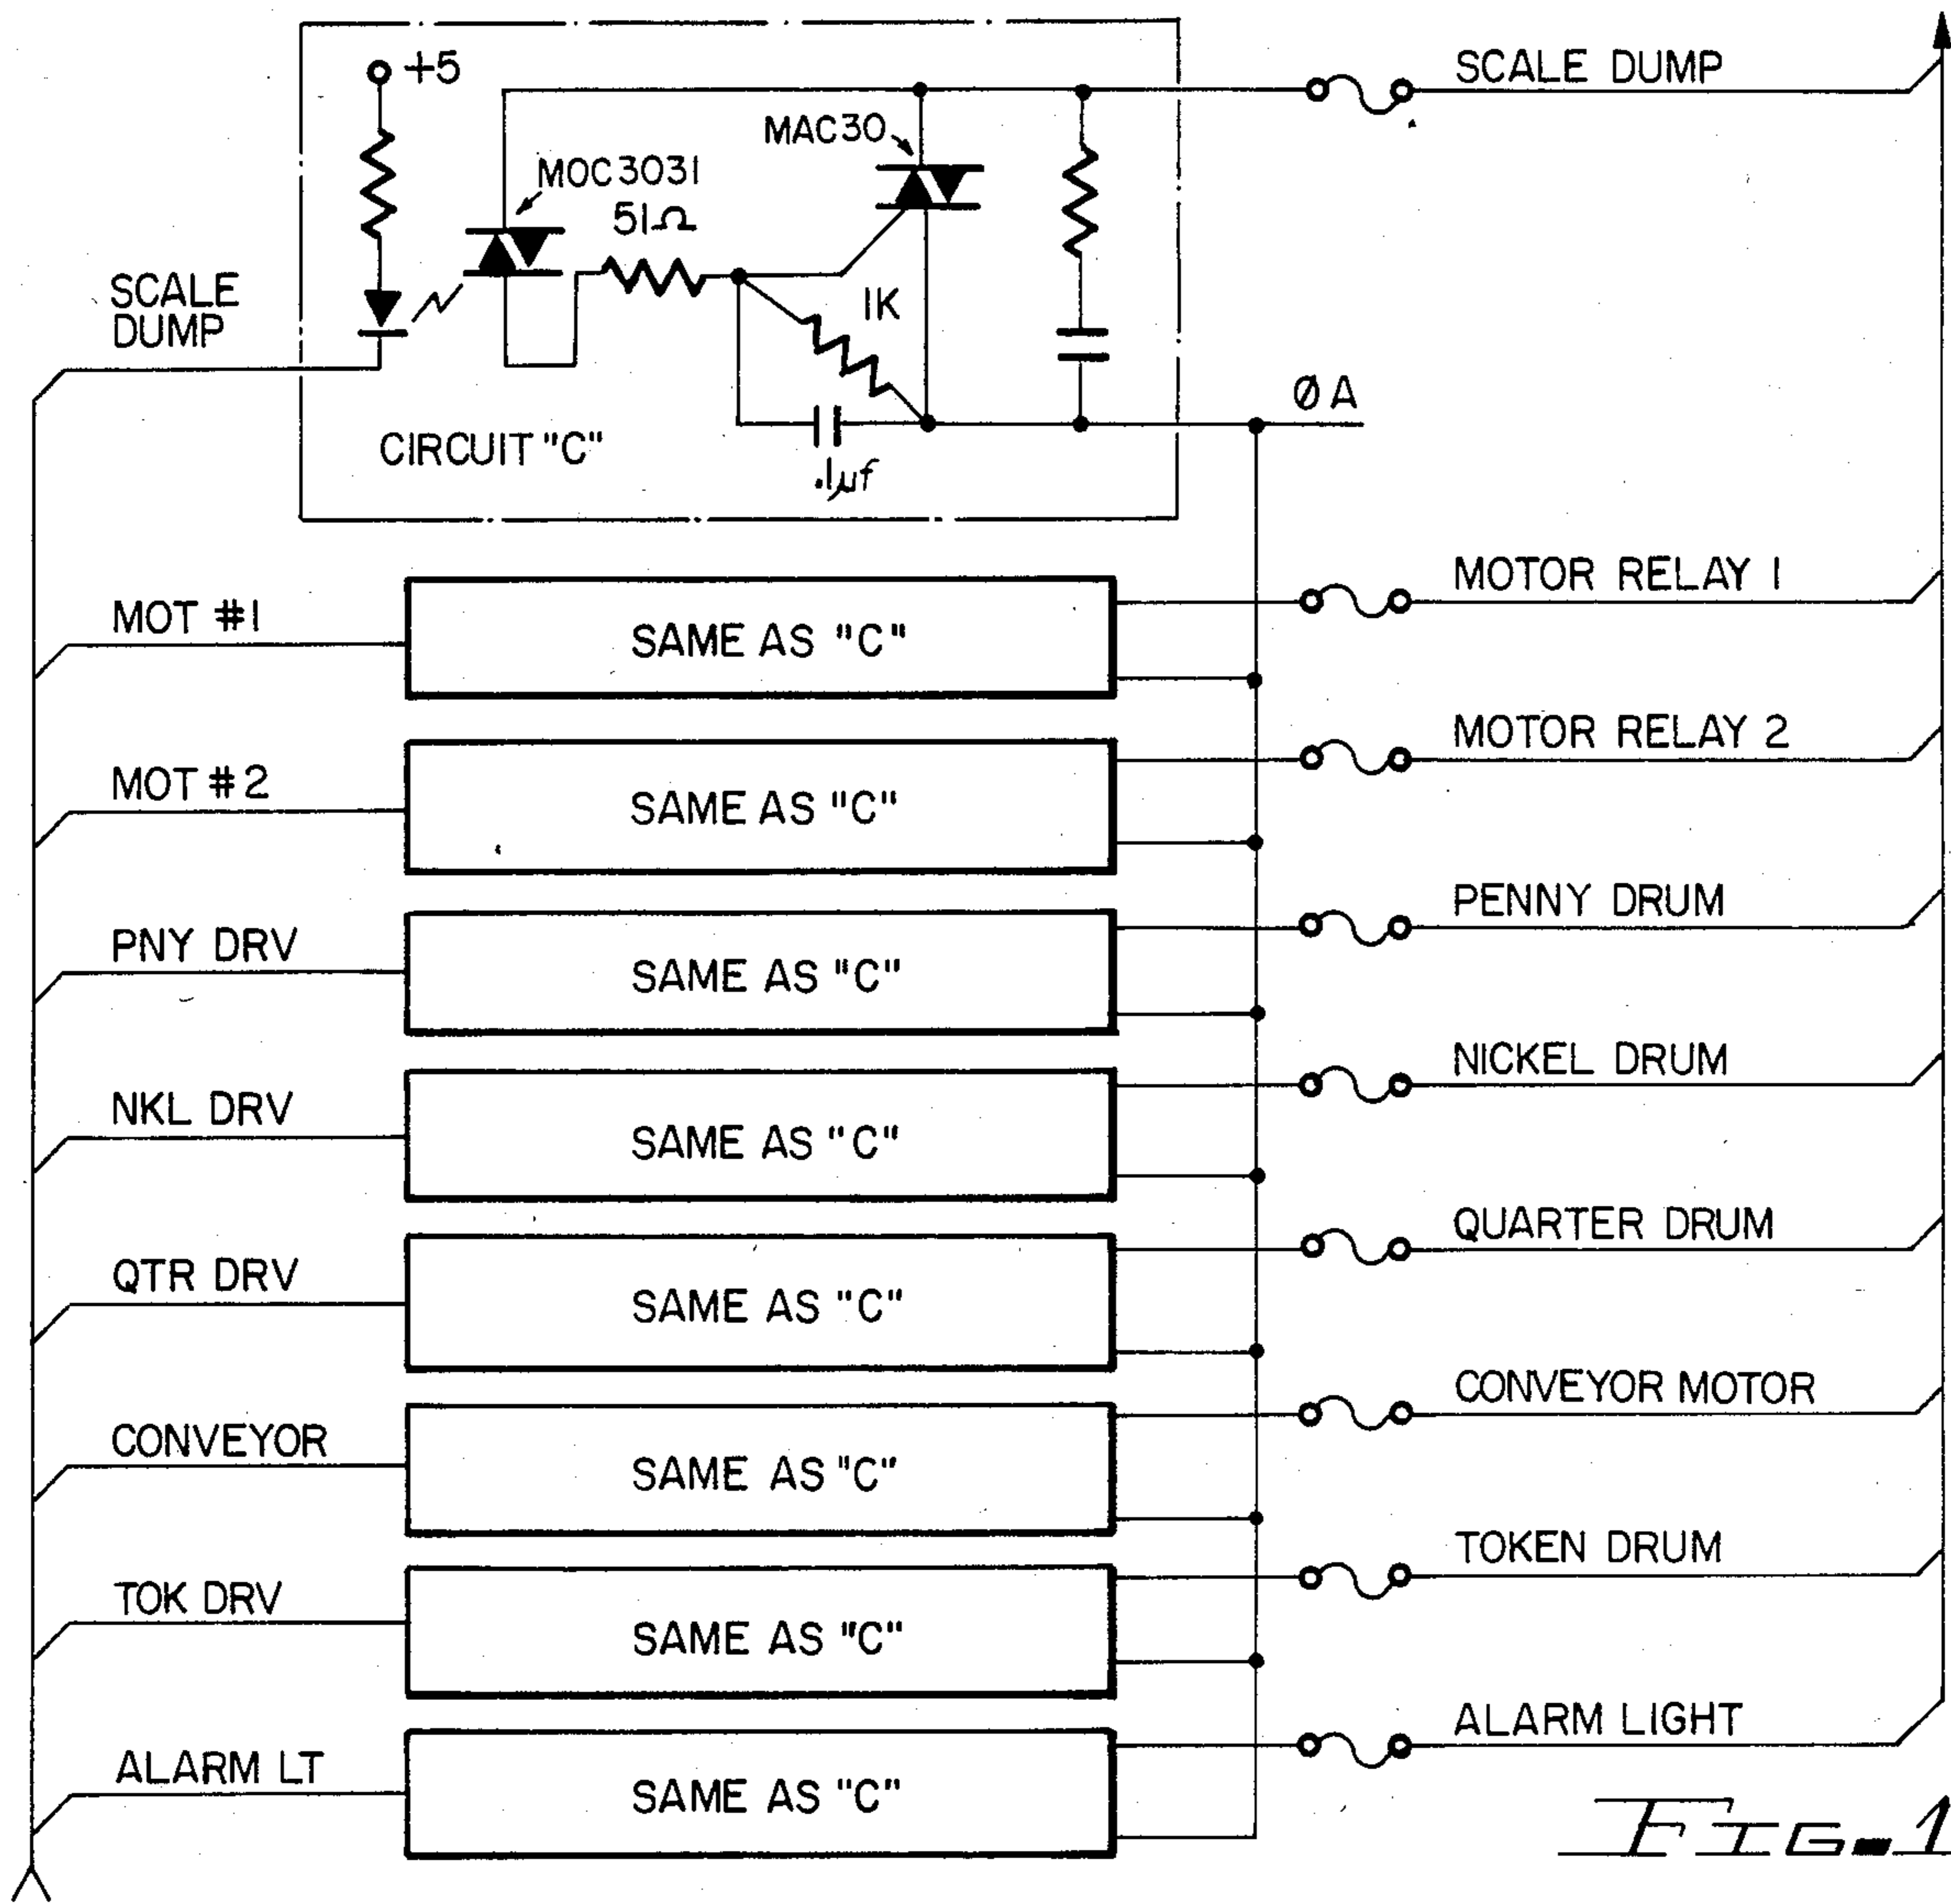 +5
SCALE DUMP
MAC30
MOC3031
51Ω
SCALE
DUMP
1K
ØA
CIRCUIT "C"
.1µf
MOTOR RELAY 1
MOT #1
SAME AS "C"
MOTOR RELAY 2
MOT #2
SAME AS "C"
PENNY DRUM
PNY DRV
SAME AS "C"
NICKEL DRUM
NKL DRV
SAME AS "C"
QUARTER DRUM
QTR DRV
SAME AS "C"
CONVEYOR MOTOR
CONVEYOR
SAME AS "C"
TOKEN DRUM
TOK DRV
SAME AS "C"
ALARM LIGHT
ALARM LT
SAME AS "C"
FIG-1